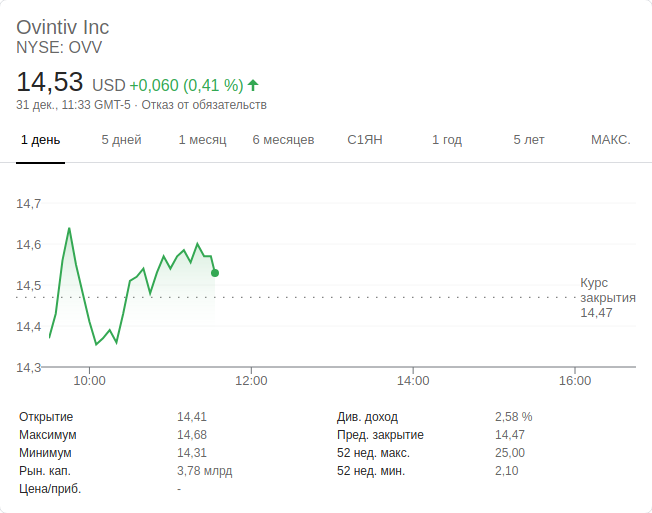 Ovintiv Inc
NYSE: OVV
14,53 USD +0,060 (0,41 %)
31 дек., 11:33 GMT-5 · Отказ от обязательств
1 день 5 дней 1 месяц 6 месяцев С1ЯН 1 год 5 лет МАКС.
14,7
14,6
14,5
14,4
14,3
Курс
закрытия
14,47
10:00 12:00 14:00 16:00
Открытие 14,41 Див. доход 2,58 %
Максимум 14,68 Пред. закрытие 14,47
Минимум 14,31 52 нед. макс. 25,00
Рын. кап. 3,78 млрд 52 нед. мин. 2,10
Цена/приб. -